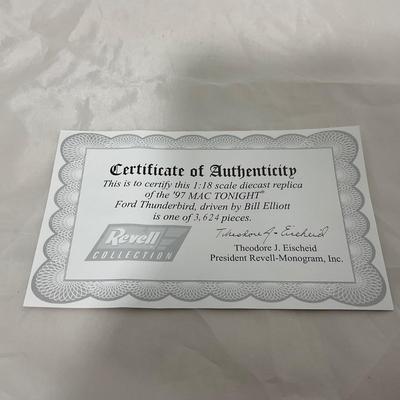 Certificate of Authenticity
This is to certify this 1:18 scale diecast replica
of the '97 MAC TONIGHT®
Ford Thunderbird, driven by Bill Elliott
is one of 3,624 pieces.
Revell
COLLECTION
Theodore J. Eischeid
Theodore J. Eischeid
President Revell-Monogram, Inc.